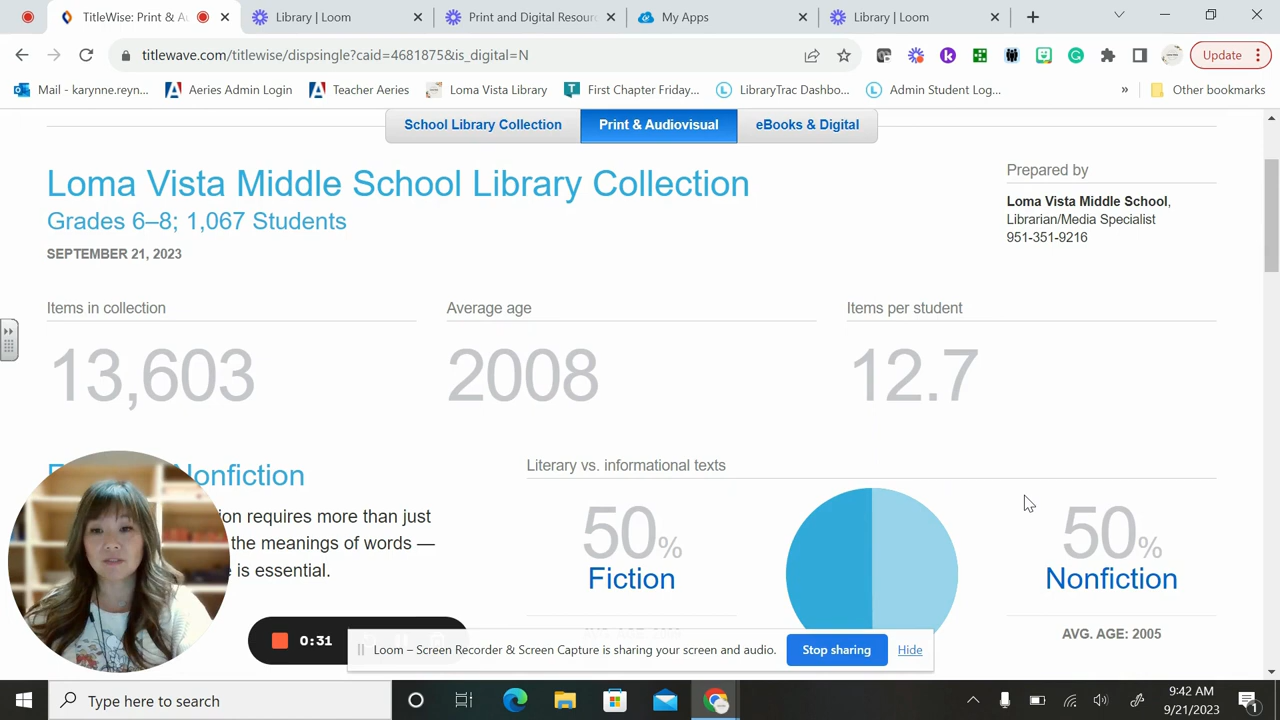 TitleWise: Print & Au
Library | Loom
Print and Digital Resour
My Apps
Library | Loom
titlewave.com/titlewise/dispsingle?caid=4681875&is_digital=N
Update
Mail - karynne.reyn...
Aeries Admin Login
Teacher Aeries
Loma Vista Library
First Chapter Friday...
LibraryTrac Dashbo...
Admin Student Log...
»
Other bookmarks
School Library Collection
Print & Audiovisual
eBooks & Digital
Loma Vista Middle School Library Collection
Grades 6–8; 1,067 Students
SEPTEMBER 21, 2023
Prepared by
Loma Vista Middle School,
Librarian/Media Specialist
951-351-9216
Items in collection
13,603
Average age
2008
Items per student
12.7
F Nonfiction
ion requires more than just
the meanings of words —
e is essential.
Literary vs. informational texts
50%
Fiction
50%
Nonfiction
AVG. AGE: 2005
0:31
Loom – Screen Recorder & Screen Capture is sharing your screen and audio.
Stop sharing
Hide
Type here to search
9:42 AM
9/21/2023
1